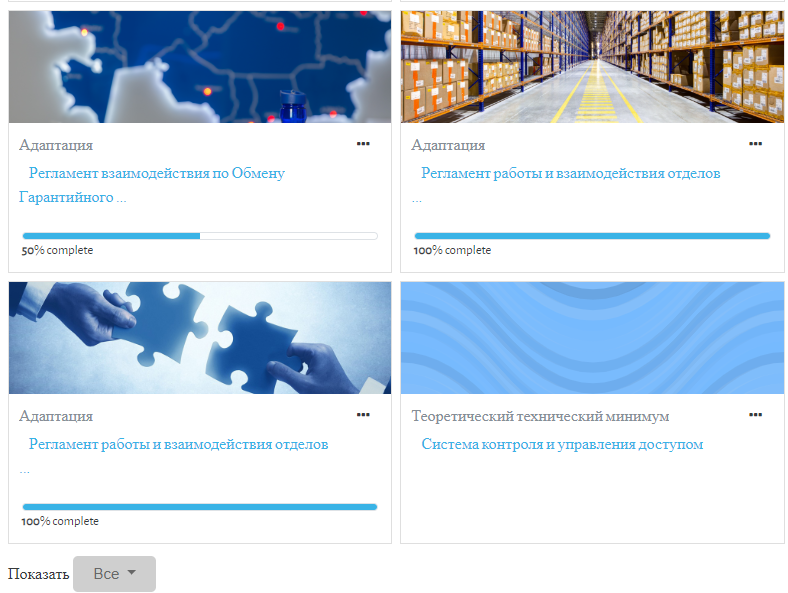 Адаптация ...
Регламент взаимодействия по Обмену
Гарантийного ...
50% complete
Адаптация ...
Регламент работы и взаимодействия отделов
...
100% complete
Адаптация ...
Регламент работы и взаимодействия отделов
...
100% complete
Теоретический технический минимум ...
Система контроля и управления доступом
Показать Все